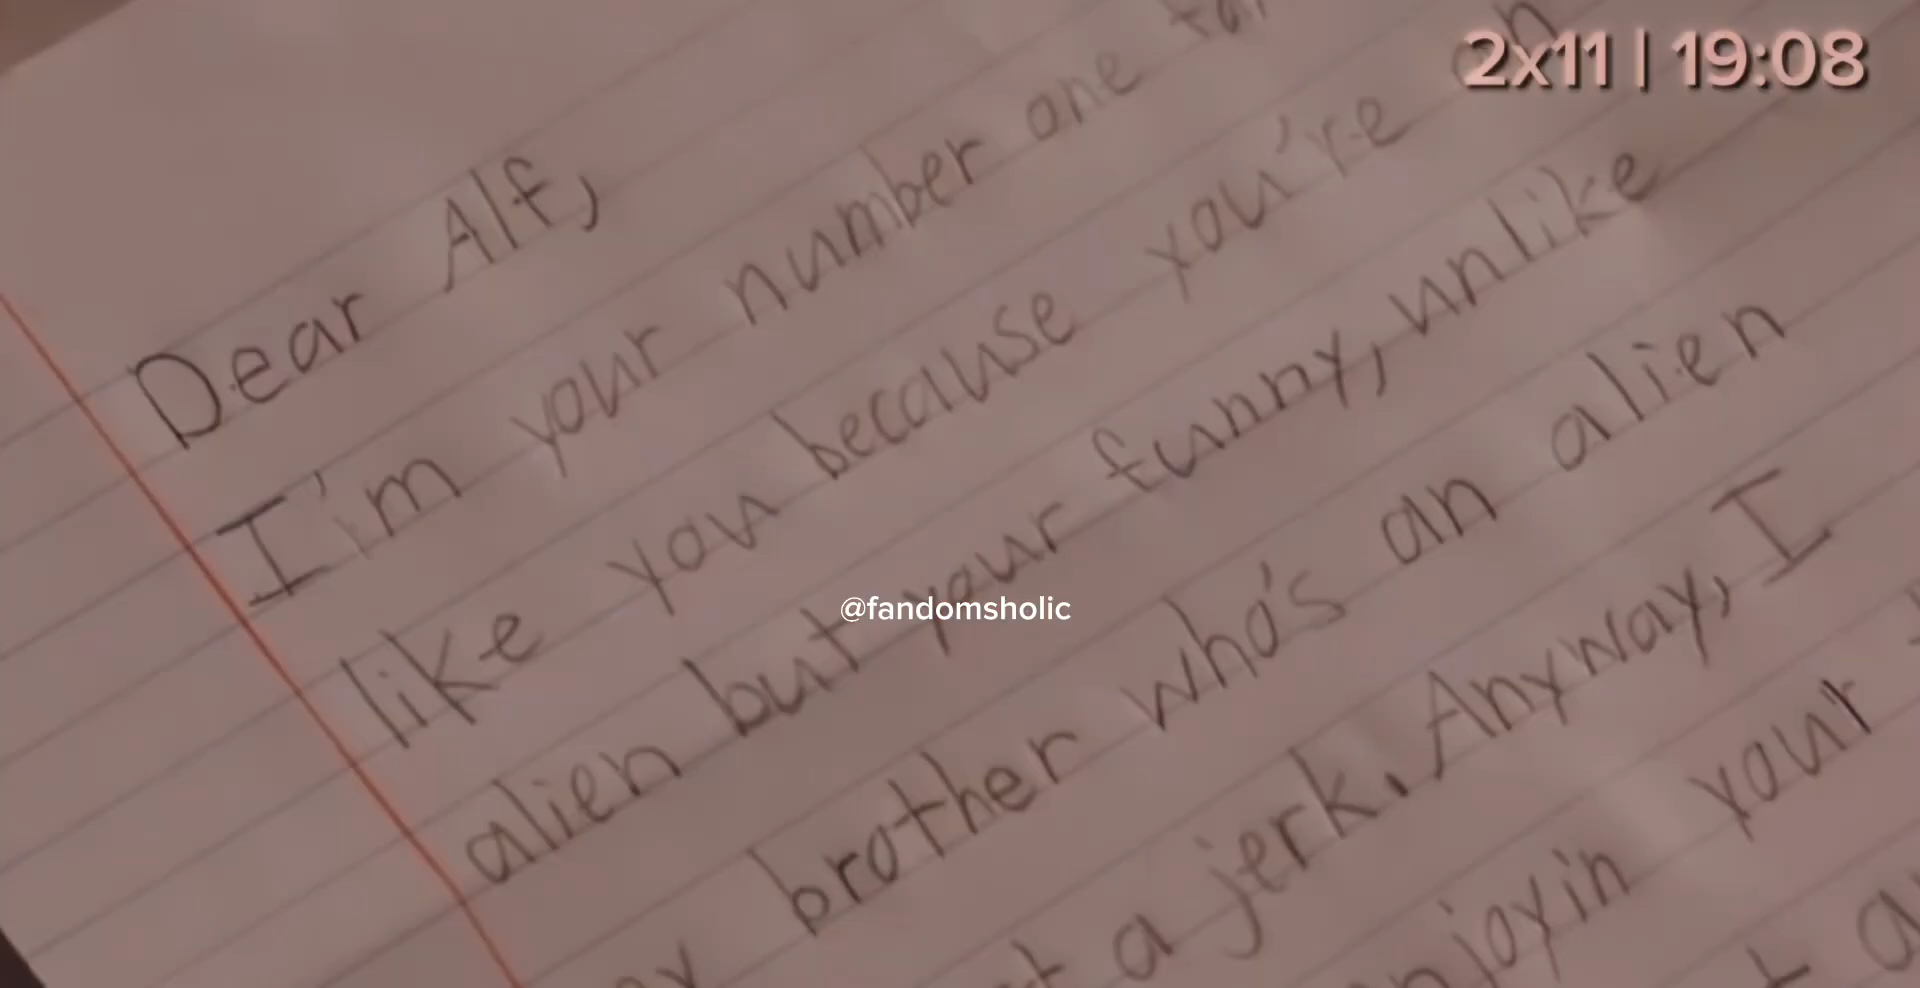 2x11 | 19:08
Dear Alf,
I'm your number one
like you because you're
alien but your funny, unlike
brother who's an alien
a jerk. Anyway, I
your
@fandomsholic